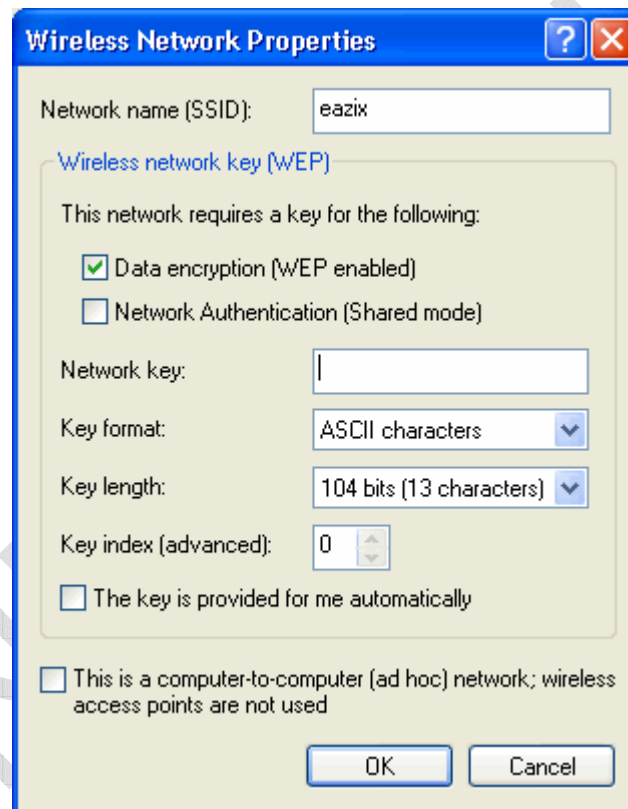 Wireless Network Properties
Network name (SSID): eazix
Wireless network key (WEP)
This network requires a key for the following:
Data encryption (WEP enabled)
Network Authentication (Shared mode)
Network key:
Key format: ASCII characters
Key length: 104 bits (13 characters)
Key index (advanced): 0
The key is provided for me automatically
This is a computer-to-computer (ad hoc) network; wireless
access points are not used
OK Cancel